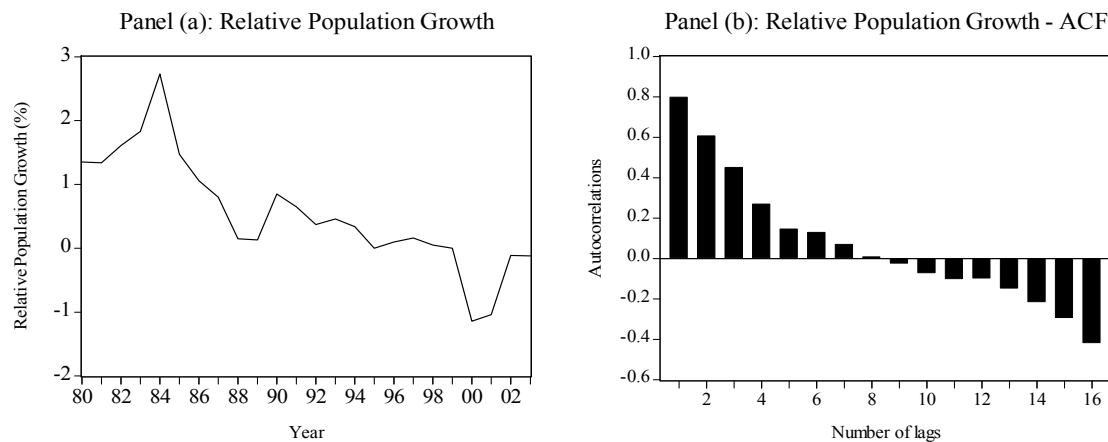 Panel (a): Relative Population Growth
3
2
1
0
-1
-2
Relative Population Growth (%)
80 82 84 86 88 90 92 94 96 98 00 02
Year
Panel (b): Relative Population Growth - ACF
1.0
0.8
0.6
0.4
0.2
0.0
-0.2
-0.4
-0.6
Autocorrelations
2 4 6 8 10 12 14 16
Number of lags